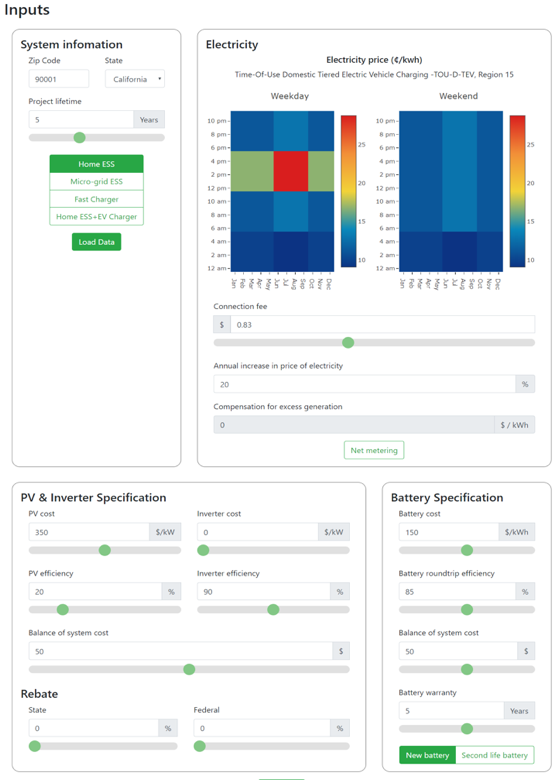 Inputs
System infomation
Zip Code
State
90001
California
Project lifetime
5
Years
Home ESS
Micro-grid ESS
Fast Charger
Home ESS+EV Charger
Load Data
Electricity
Electricity price (¢/kwh)
Time-Of-Use Domestic Tiered Electric Vehicle Charging -TOU-D-TEV, Region 15
Weekday
10 pm
8 pm
6 pm
4 pm
2 pm
12 pm
10 am
8 am
6 am
4 am
2 am
12 am
Jan
Feb
Mar
Apr
May
Jun
Jul
Aug
Sep
Oct
Nov
Dec
25
20
15
10
Weekend
10 pm
8 pm
6 pm
4 pm
2 pm
12 pm
10 am
8 am
6 am
4 am
2 am
12 am
Jan
Feb
Mar
Apr
May
Jun
Jul
Aug
Sep
Oct
Nov
Dec
25
20
15
10
Connection fee
$ 0.83
Annual increase in price of electricity
20 %
Compensation for excess generation
0 $ / kWh
Net metering
PV & Inverter Specification
PV cost
350 $/kW
Inverter cost
0 $/kW
PV efficiency
20 %
Inverter efficiency
90 %
Balance of system cost
50 $
Rebate
State
0 %
Federal
0 %
Battery Specification
Battery cost
150 $/kWh
Battery roundtrip efficiency
85 %
Balance of system cost
50 $
Battery warranty
5 Years
New battery
Second life battery